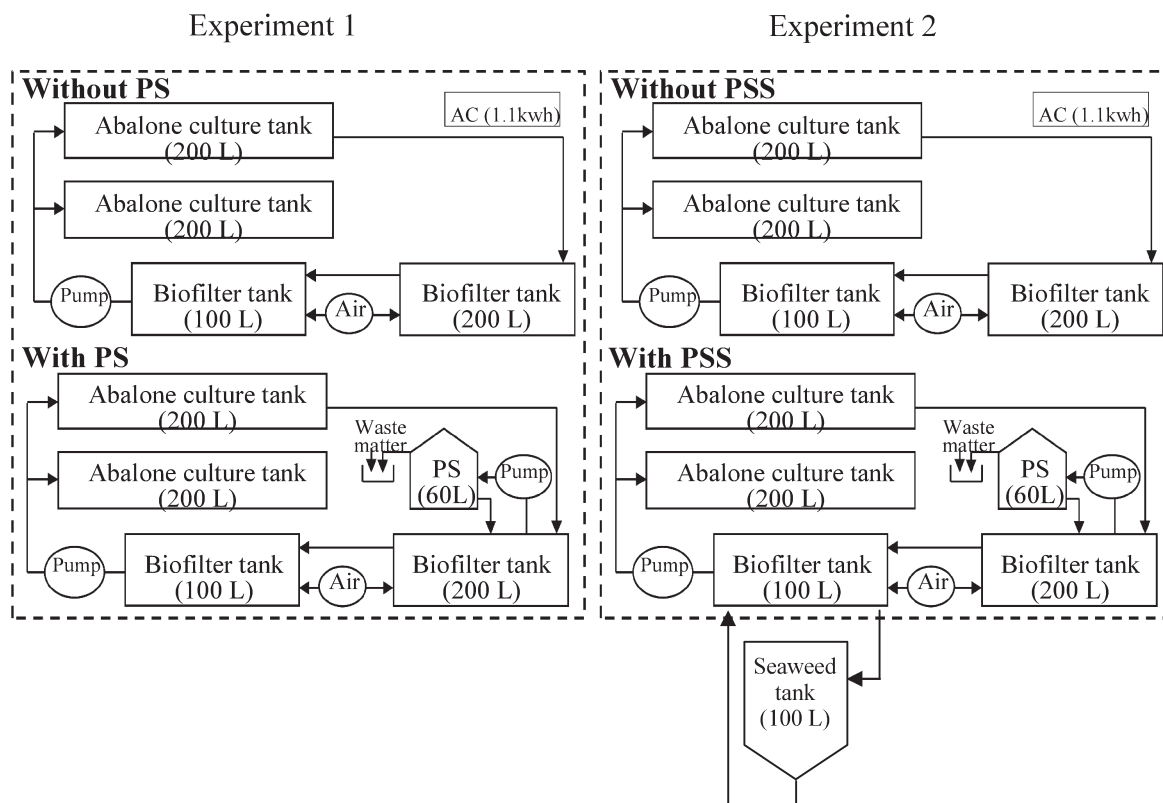 Experiment 1
Experiment 2
Without PS
AC (1.1kwh)
Abalone culture tank
(200 L)
Abalone culture tank
(200 L)
Pump
Biofilter tank
(100 L)
Air
Biofilter tank
(200 L)
With PS
Abalone culture tank
(200 L)
Waste
matter
PS
(60L)
Pump
Abalone culture tank
(200 L)
Pump
Biofilter tank
(100 L)
Air
Biofilter tank
(200 L)
Without PSS
AC (1.1kwh)
Abalone culture tank
(200 L)
Abalone culture tank
(200 L)
Pump
Biofilter tank
(100 L)
Air
Biofilter tank
(200 L)
With PSS
Abalone culture tank
(200 L)
Waste
matter
PS
(60L)
Pump
Abalone culture tank
(200 L)
Pump
Biofilter tank
(100 L)
Air
Biofilter tank
(200 L)
Seaweed
tank
(100 L)